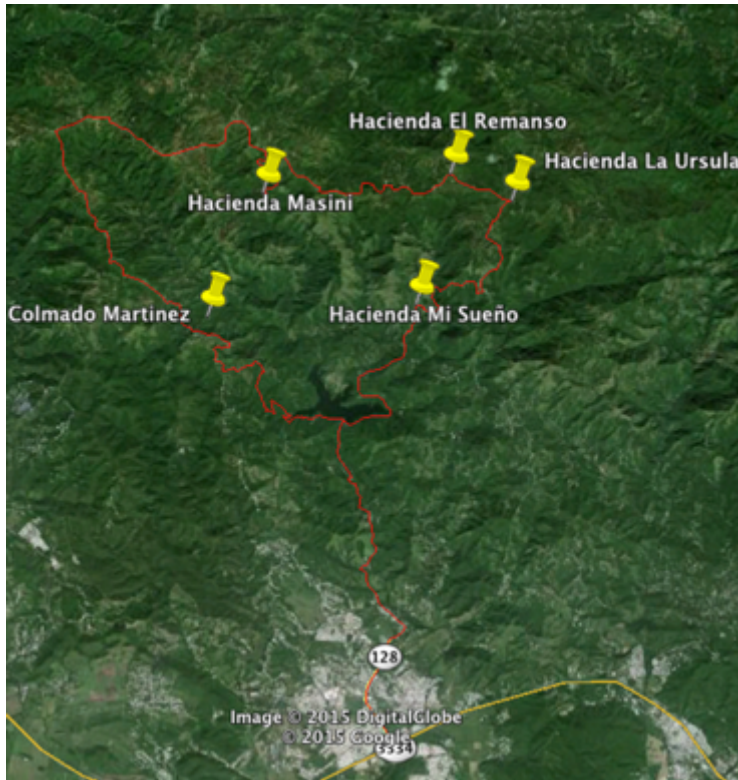 Hacienda El Remanso
Hacienda La Ursula
Hacienda Masini
Colmado Martinez
Hacienda Mi Sueño
128
Image © 2015 DigitalGlobe
© 2015 Google